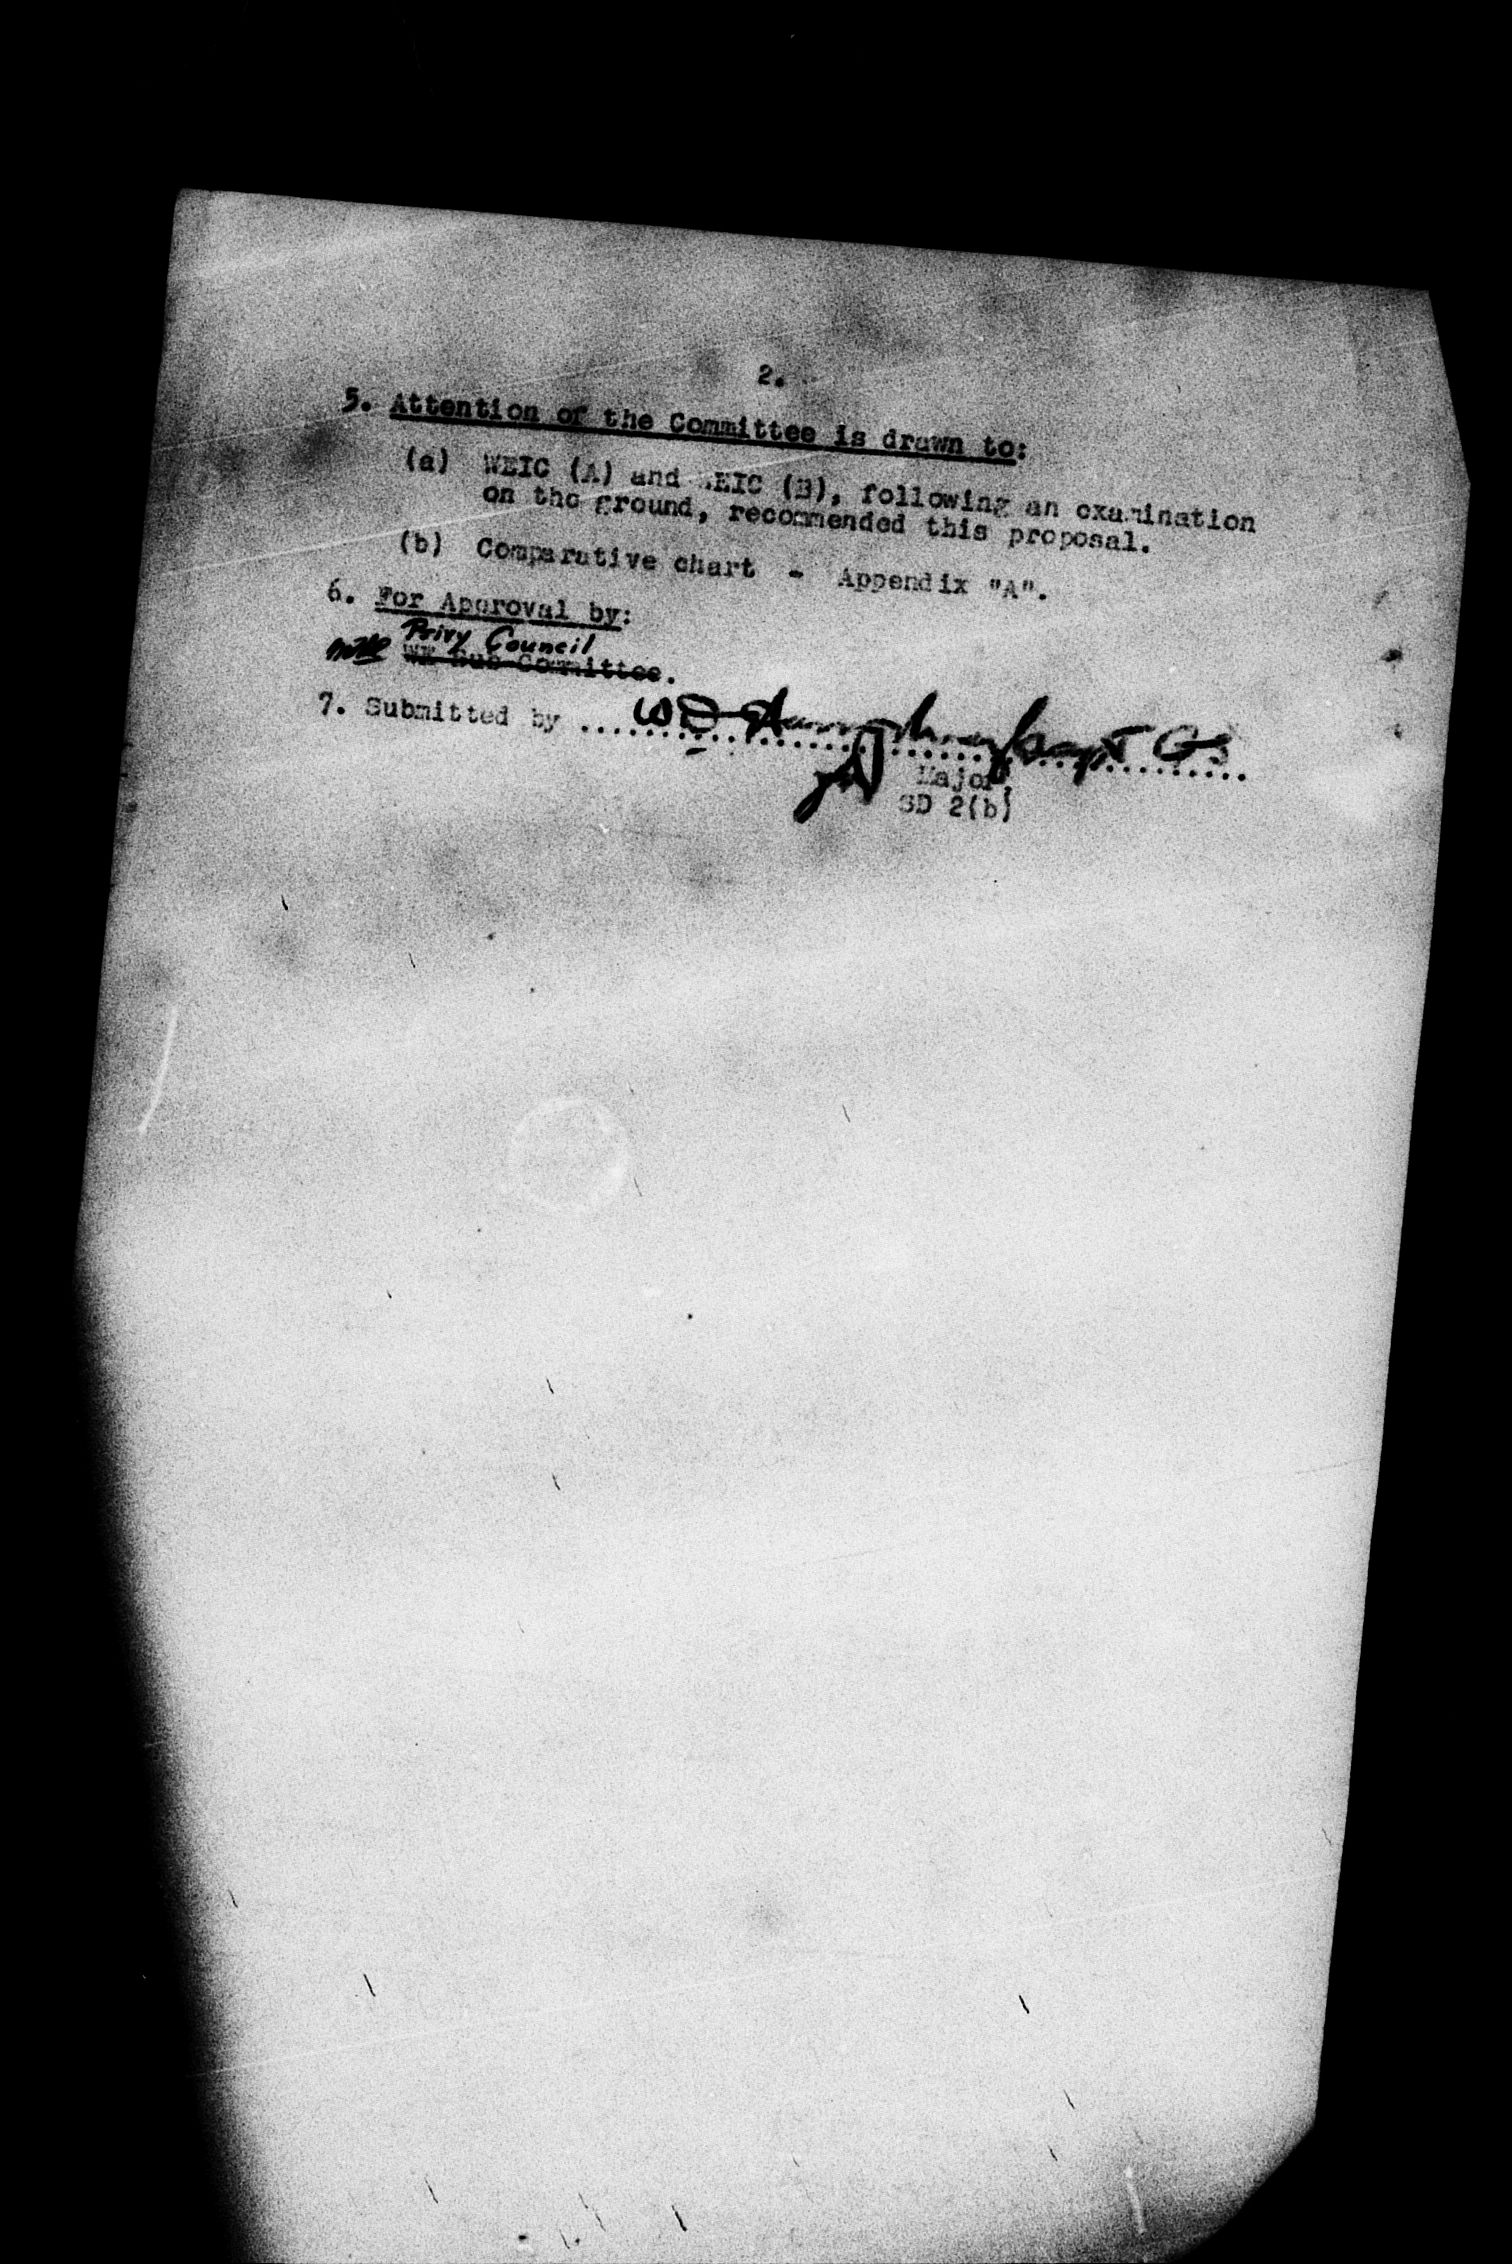 2.
5. Attention of the Committee is drawn to:
(a) WEIC (A) and WEIC (B), following an examination
on the ground, recommended this proposal.
(b) Comparative chart - Appendix "A".
6. For Approval by:
Privy Council
WE Sub-Committee.
7. Submitted by ... Capt GS
Major
SD 2(b)